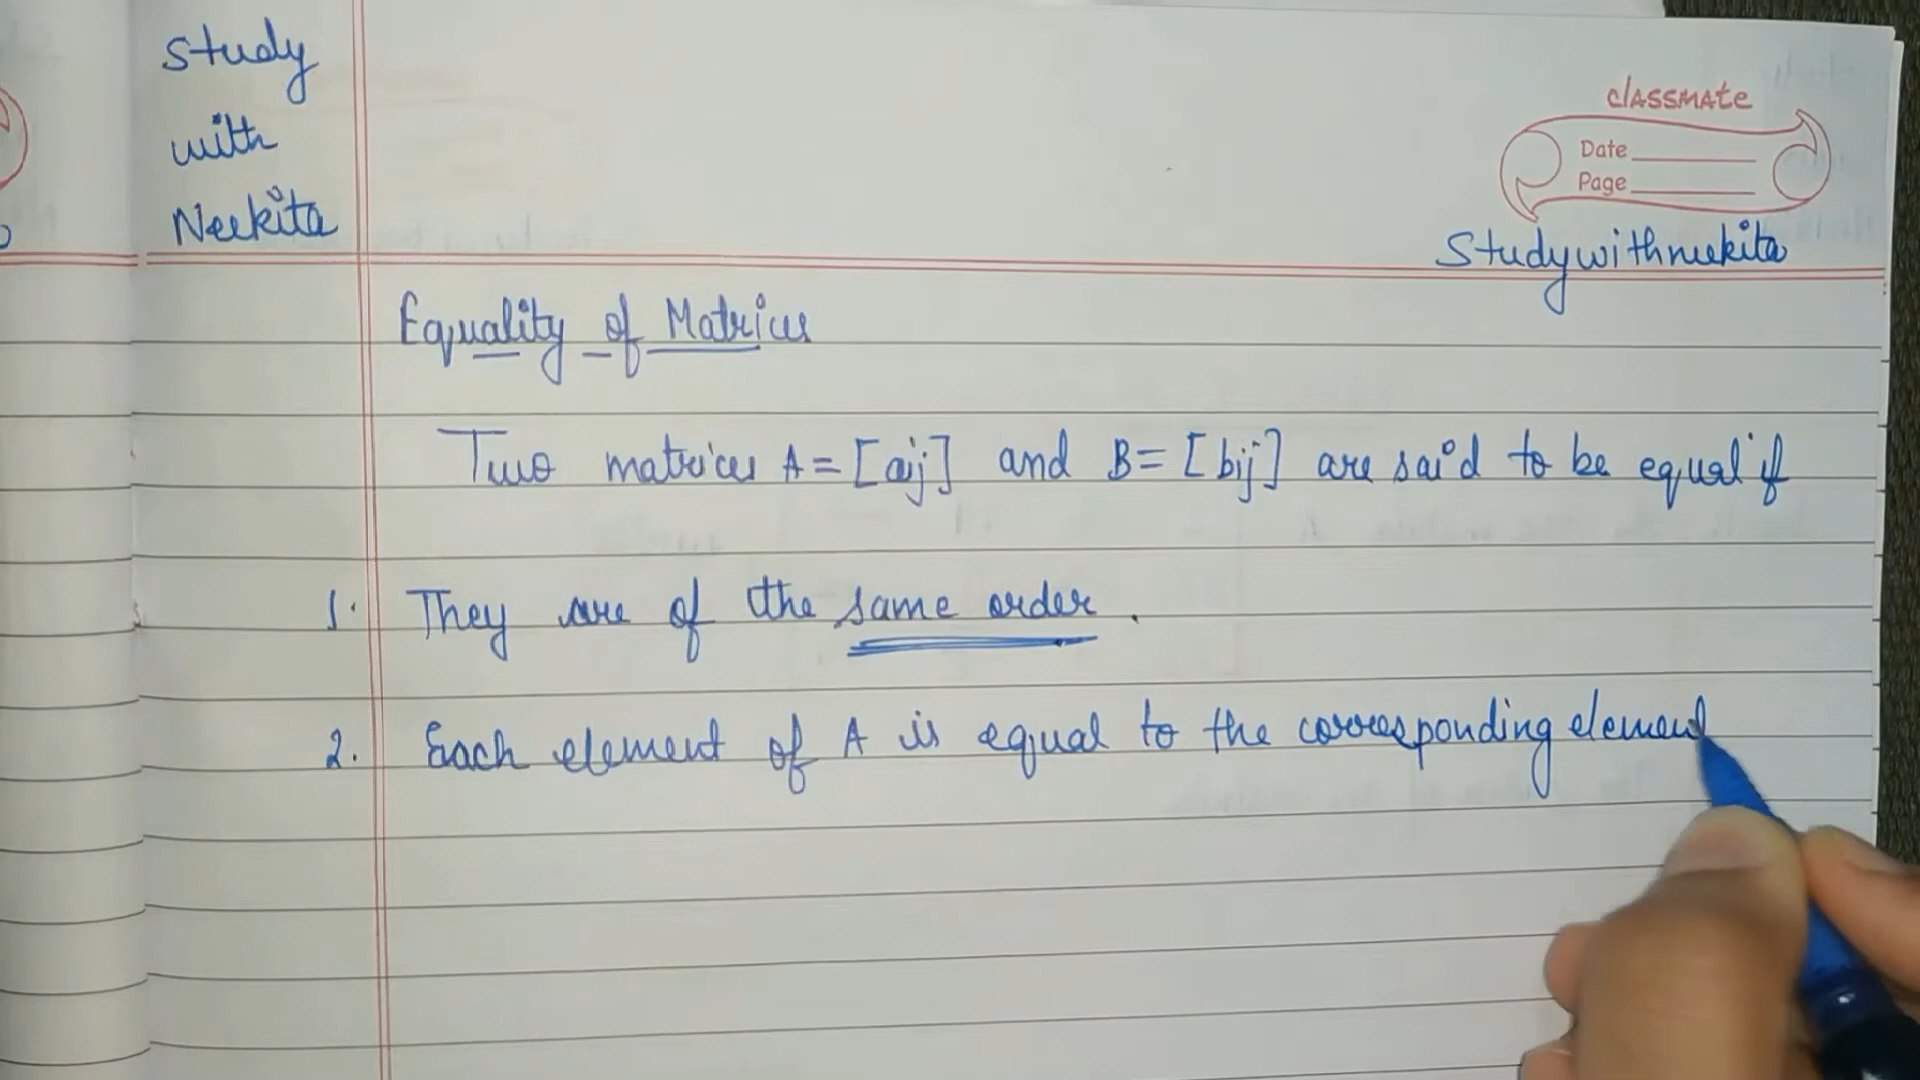 Study
with
Neekita
classmate
Date
Page
Studywithneekita
Equality of Matrices
Two matrices A = [aij] and B = [bij] are said to be equal if
1. They are of the same order.
2. Each element of A is equal to the corresponding element